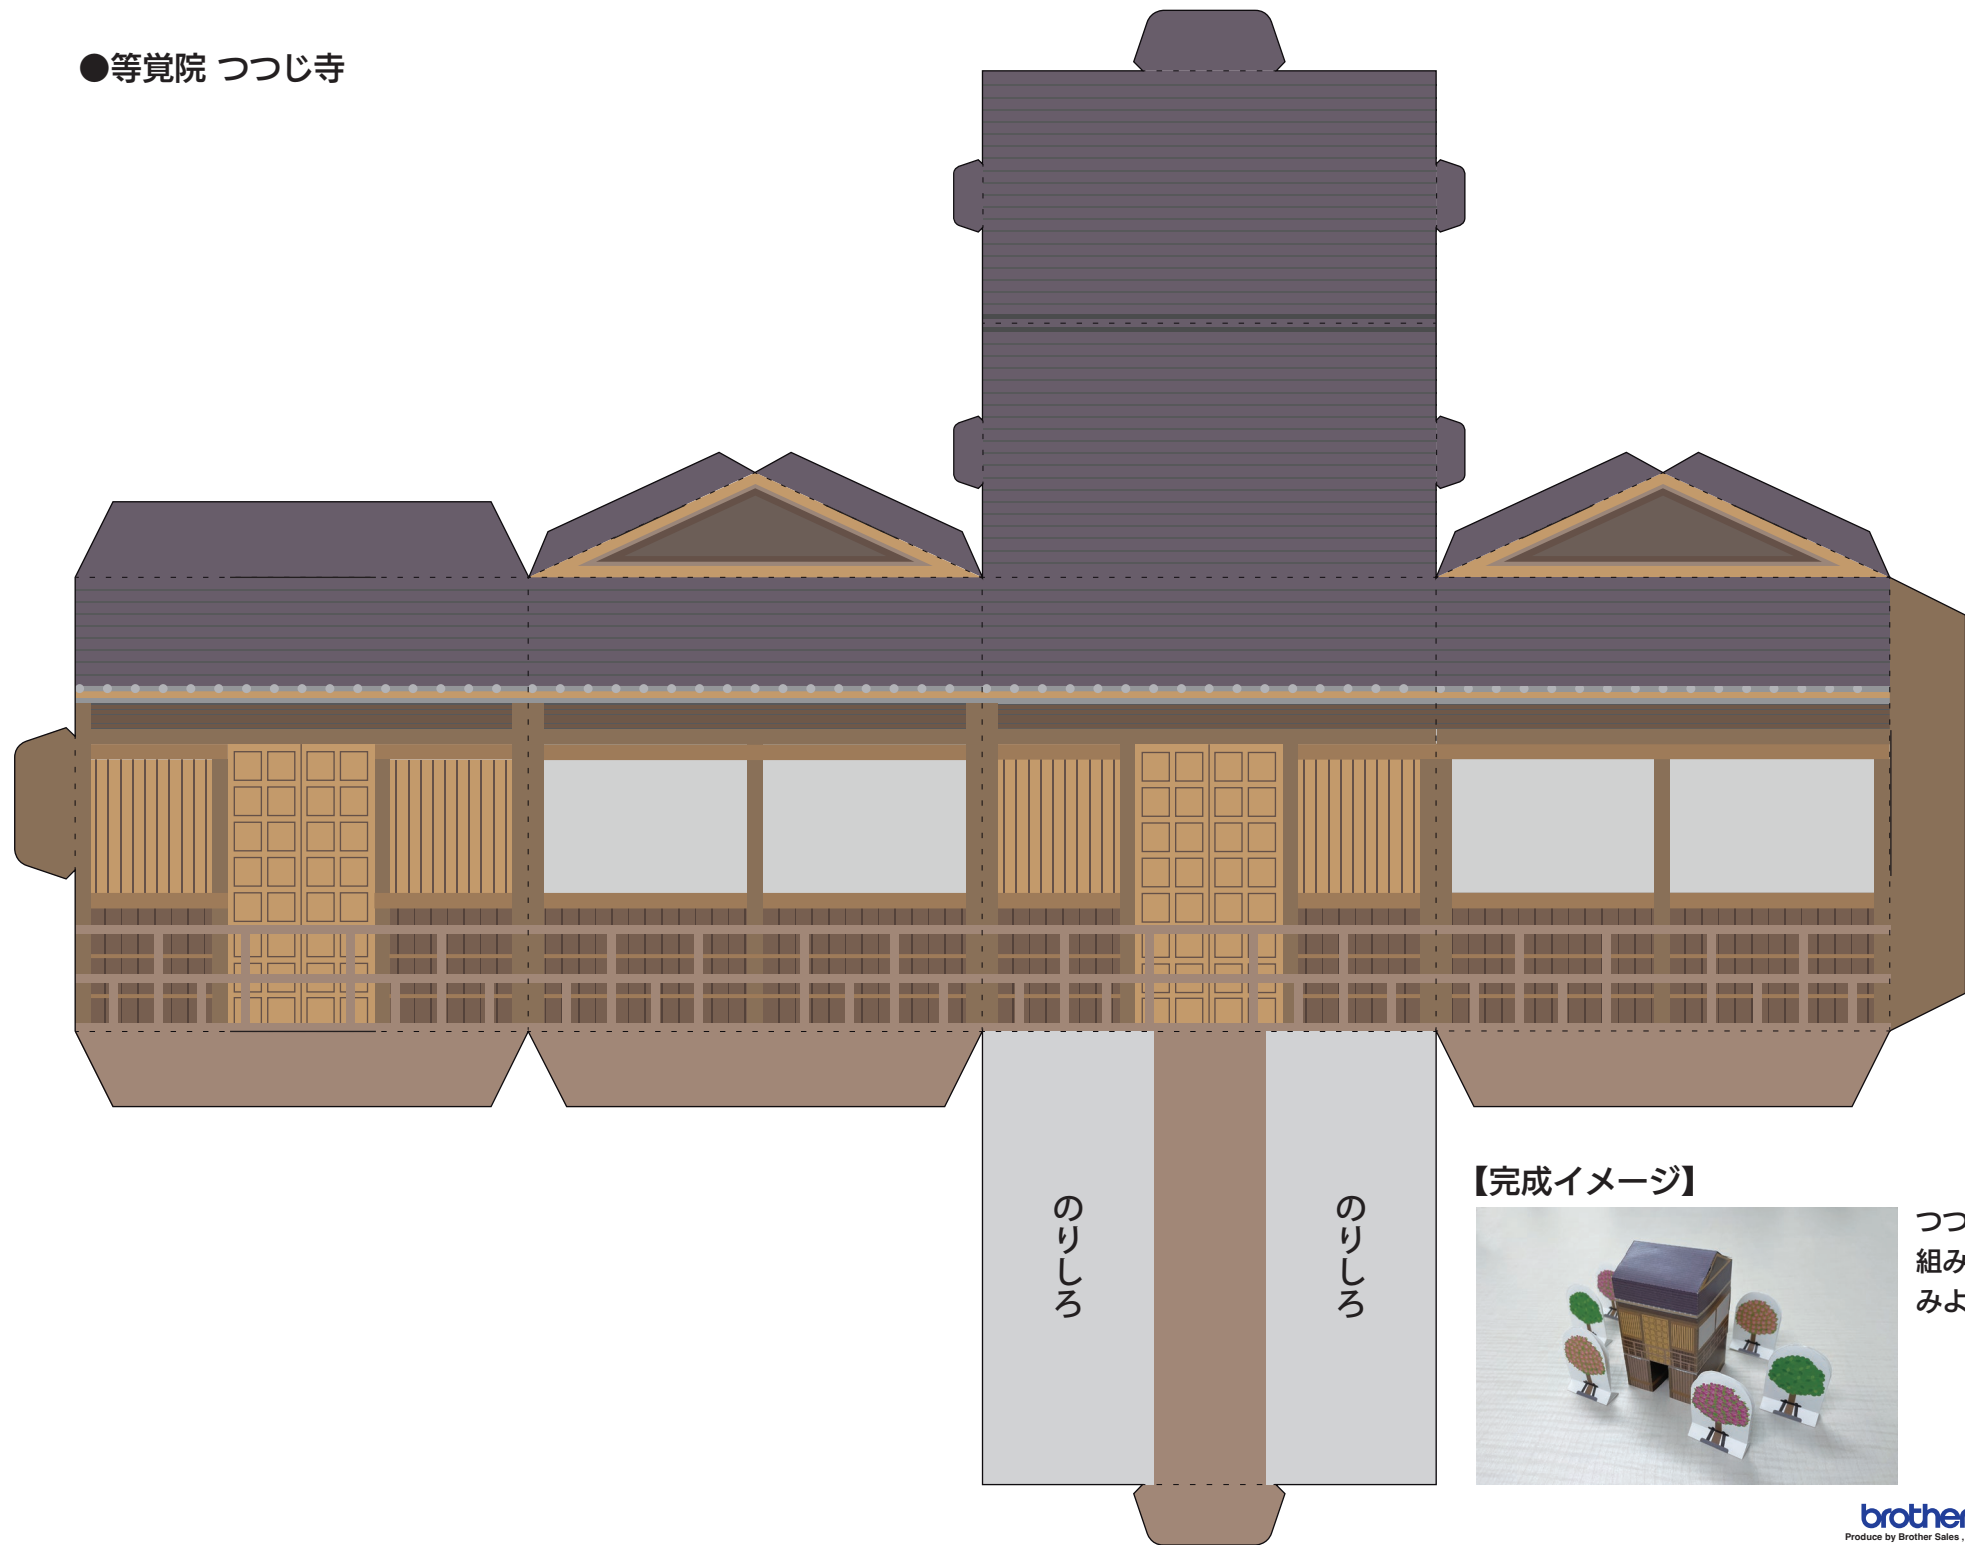 ●等覚院 つつじ寺
のりしろ
のりしろ
【完成イメージ】
つつ
組み
みよ
brother
Produce by Brother Sales ,